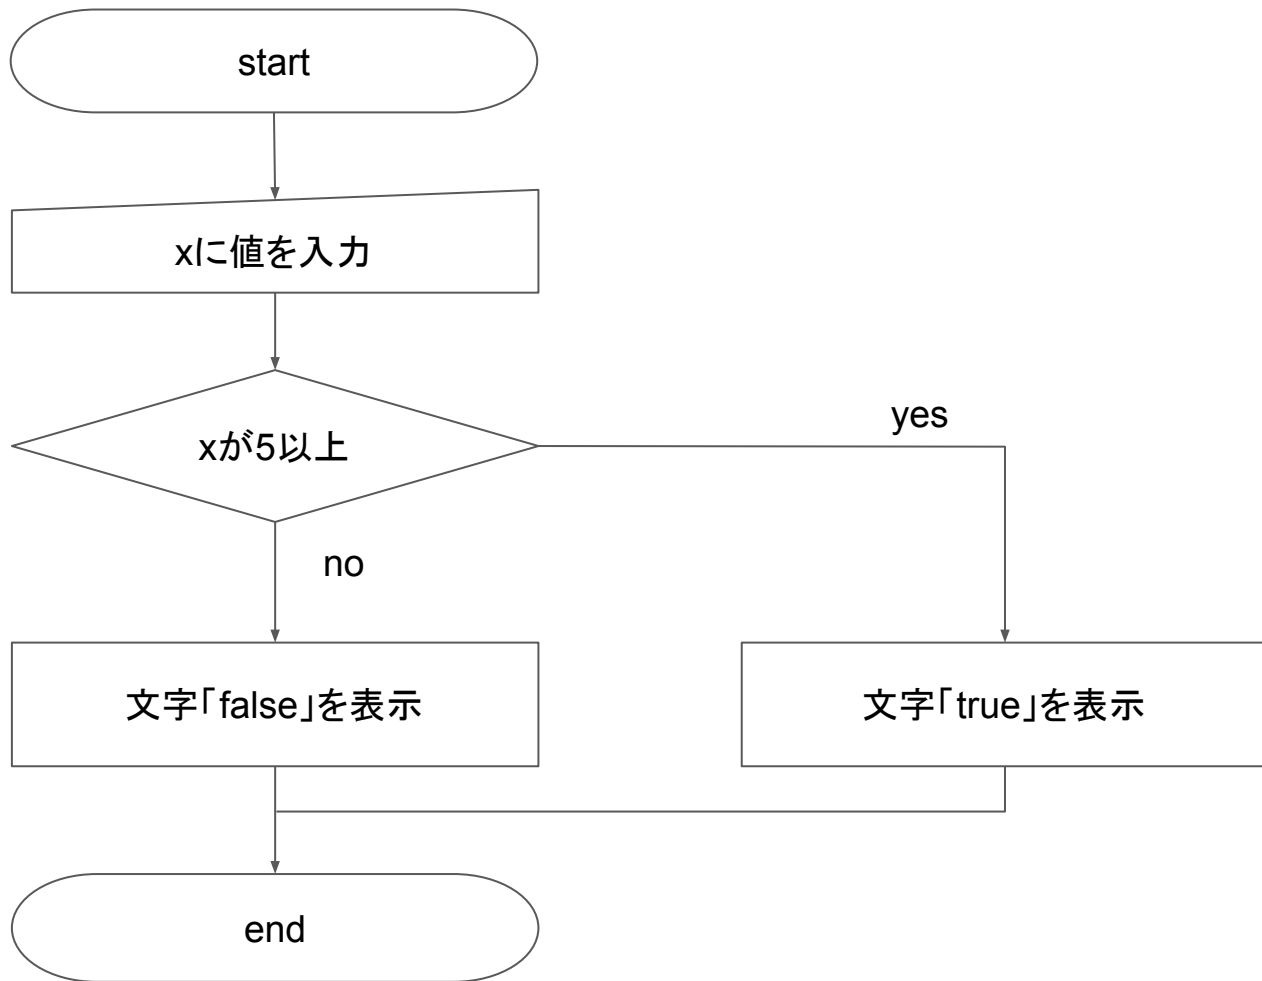 start
xに値を入力
xが5以上
yes
no
文字「false」を表示
文字「true」を表示
end